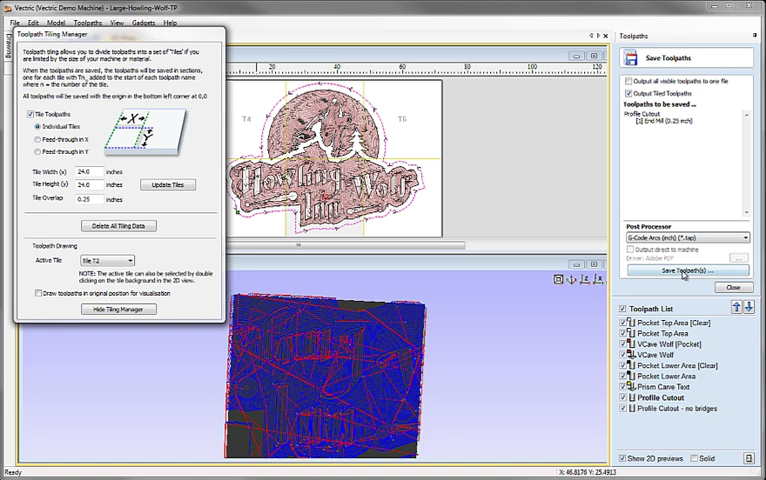 Vectric (Vectric Demo Machine) - Large-Howling-Wolf-TP
File
Model
Toolpaths
View
Gadgets
Help
Drawing
Toolpath Tiling Manager
Toolpath tiling allows you to divide toolpaths into a set of 'tiles' if you
are limited by the size of your machine or material.
When the toolpaths are saved, the toolpaths will be saved in sections,
one for each tile with Tn_ added to the start of each toolpath name
where n = the number of the tile.
All toolpaths will be saved with the origin in the bottom left corner at 0,0
Tile Toolpaths
Individual Tiles
Feed-through in X
Feed-through in Y
X
Y
Tile Width (x) 24.0 inches
Tile Height (y) 24.0 inches
Update Tiles
Tile Overlap 0.25 inches
Delete All Tiling Data
Toolpath Drawing
Active Tile Tile T2
NOTE: The active tile can also be selected by double
clicking on the tile background in the 2D view.
Draw toolpaths in original position for visualisation
Hide Tiling Manager
20 40 60 80 100 120
T4
T6
Howling Wolf
Inn
Toolpaths
Save Toolpaths
Output all visible toolpaths to one file
Output Tiled Toolpaths
Toolpaths to be saved ...
Profile Cutout
[1] End Mill (0.25 inch)
Post Processor
G-Code Arcs (inch) (*.tap)
Output direct to machine
Driver: Adobe PDF
...
Save Toolpath(s) ...
Close
Toolpath List
Pocket Top Area [Clear]
Pocket Top Area
VCave Wolf [Pocket]
VCave Wolf
Pocket Lower Area [Clear]
Pocket Lower Area
Prism Carve Text
Profile Cutout
Profile Cutout - no bridges
Show 2D previews
Solid
Ready
X: 46.8176 Y: 25.4913